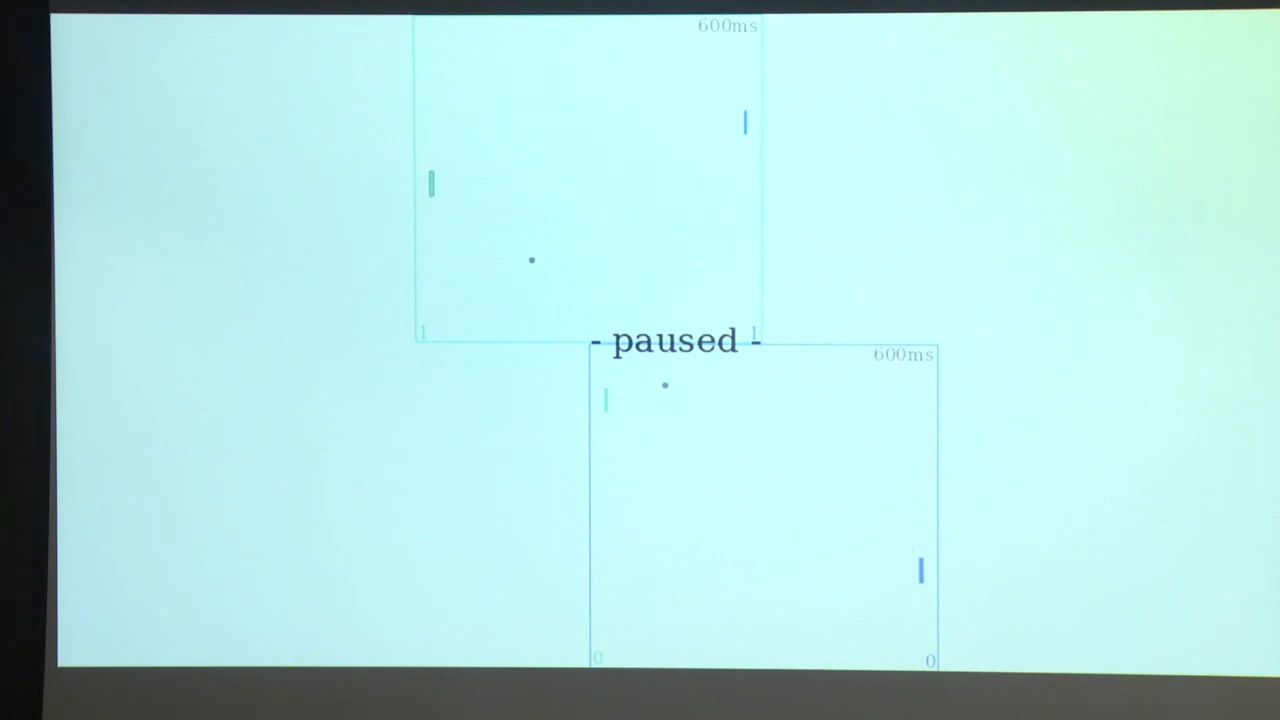 600ms
1 1
- paused -
600ms
0 0